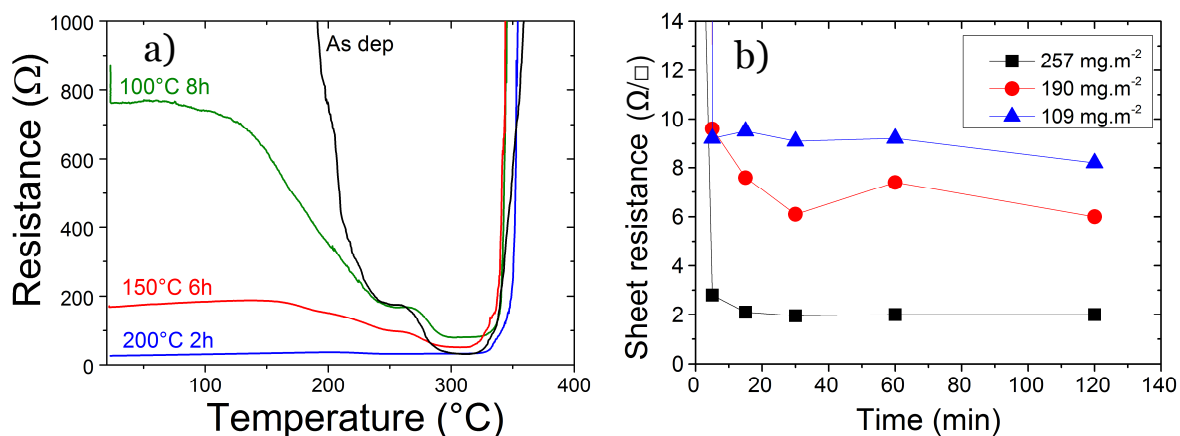 a)
As dep
100°C 8h
150°C 6h
200°C 2h
1000
800
600
400
200
0
100
200
300
400
Resistance (Ω)
Temperature (°C)
b)
257 mg.m-2
190 mg.m-2
109 mg.m-2
14
12
10
8
6
4
2
0
0
20
40
60
80
100
120
140
Sheet resistance (Ω/□)
Time (min)